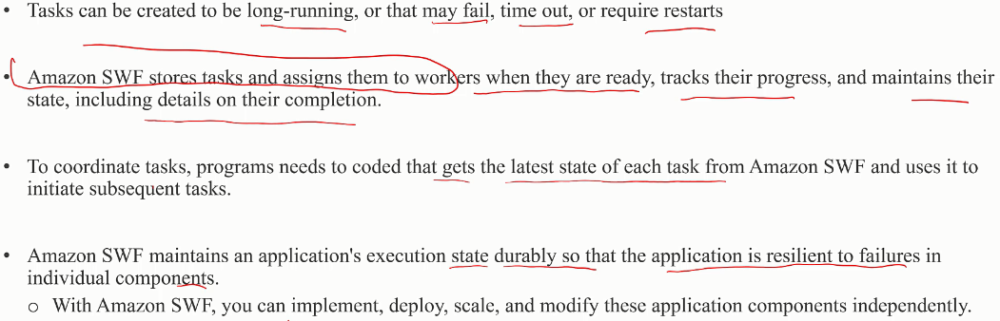 • Tasks can be created to be long-running, or that may fail, time out, or require restarts
• Amazon SWF stores tasks and assigns them to workers when they are ready, tracks their progress, and maintains their
state, including details on their completion.
• To coordinate tasks, programs needs to coded that gets the latest state of each task from Amazon SWF and uses it to
initiate subsequent tasks.
• Amazon SWF maintains an application's execution state durably so that the application is resilient to failures in
individual components.
o With Amazon SWF, you can implement, deploy, scale, and modify these application components independently.